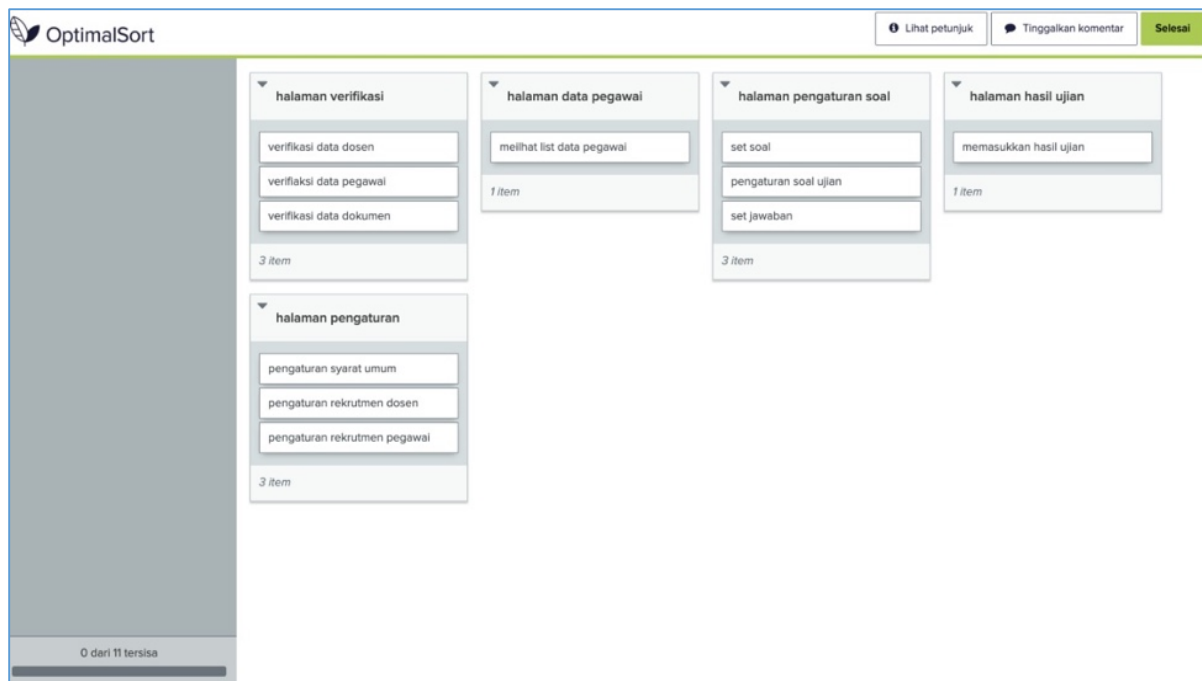 OptimalSort
Lihat petunjuk
Tinggalkan komentar
Selesai
halaman verifikasi
verifikasi data dosen
verifiaksi data pegawai
verifikasi data dokumen
3 item
halaman data pegawai
meilhat list data pegawai
1 item
halaman pengaturan soal
set soal
pengaturan soal ujian
set jawaban
3 item
halaman hasil ujian
memasukkan hasil ujian
1 item
halaman pengaturan
pengaturan syarat umum
pengaturan rekrutmen dosen
pengaturan rekrutmen pegawai
3 item
0 dari 11 tersisa